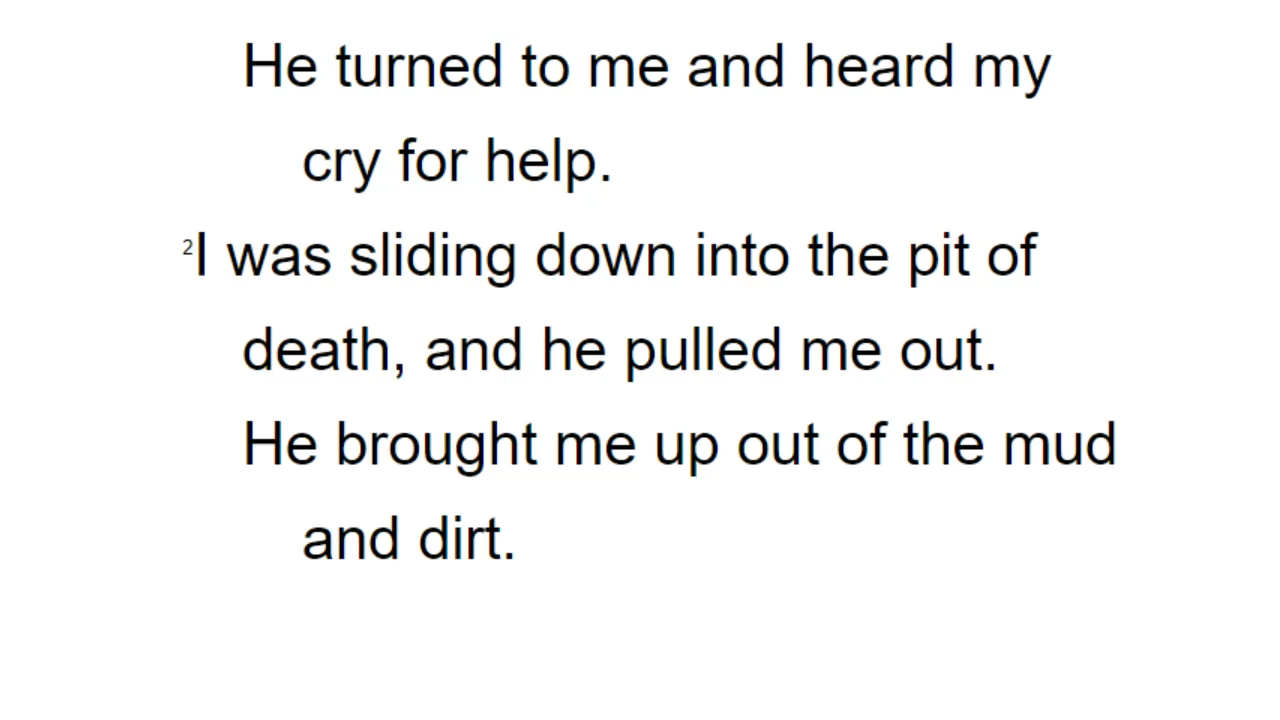 He turned to me and heard my
cry for help.
2I was sliding down into the pit of
death, and he pulled me out.
He brought me up out of the mud
and dirt.